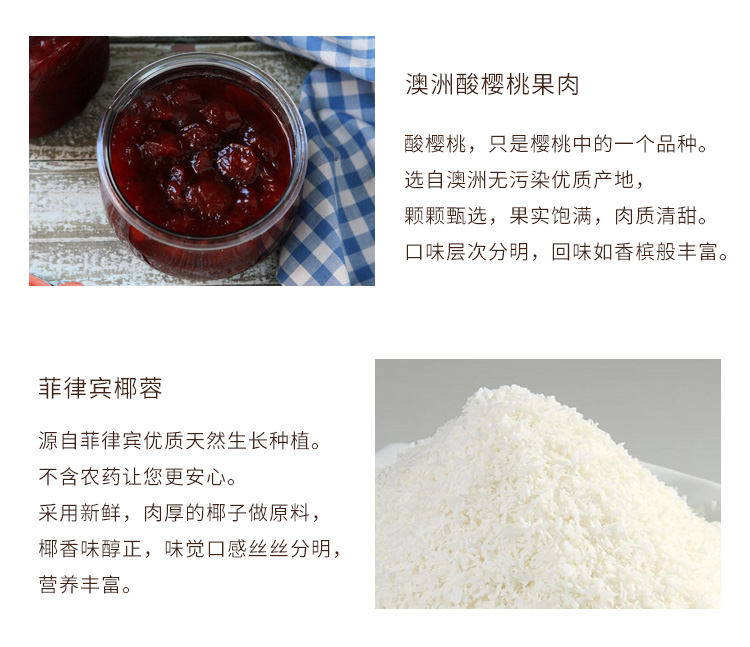 澳洲酸樱桃果肉
酸樱桃，只是樱桃中的一个品种。
选自澳洲无污染优质产地，
颗颗甄选，果实饱满，肉质清甜。
口味层次分明，回味如香槟般丰富。
菲律宾椰蓉
源自菲律宾优质天然生长种植。
不含农药让您更安心。
采用新鲜，肉厚的椰子做原料，
椰香味醇正，味觉口感丝丝分明，
营养丰富。